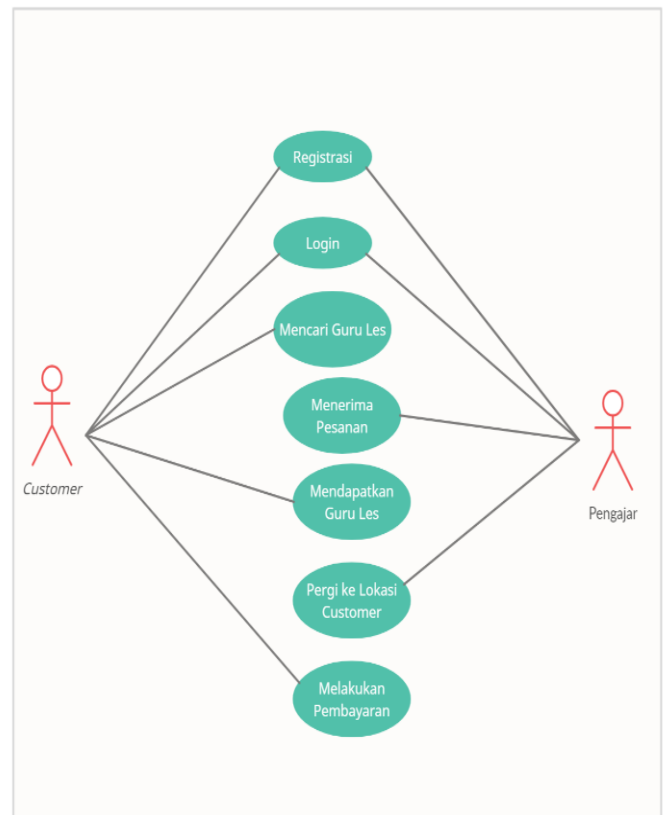 Registrasi
Login
Mencari Guru Les
Menerima
Pesanan
Customer
Mendapatkan
Guru Les
Pengajar
Pergi ke Lokasi
Customer
Melakukan
Pembayaran